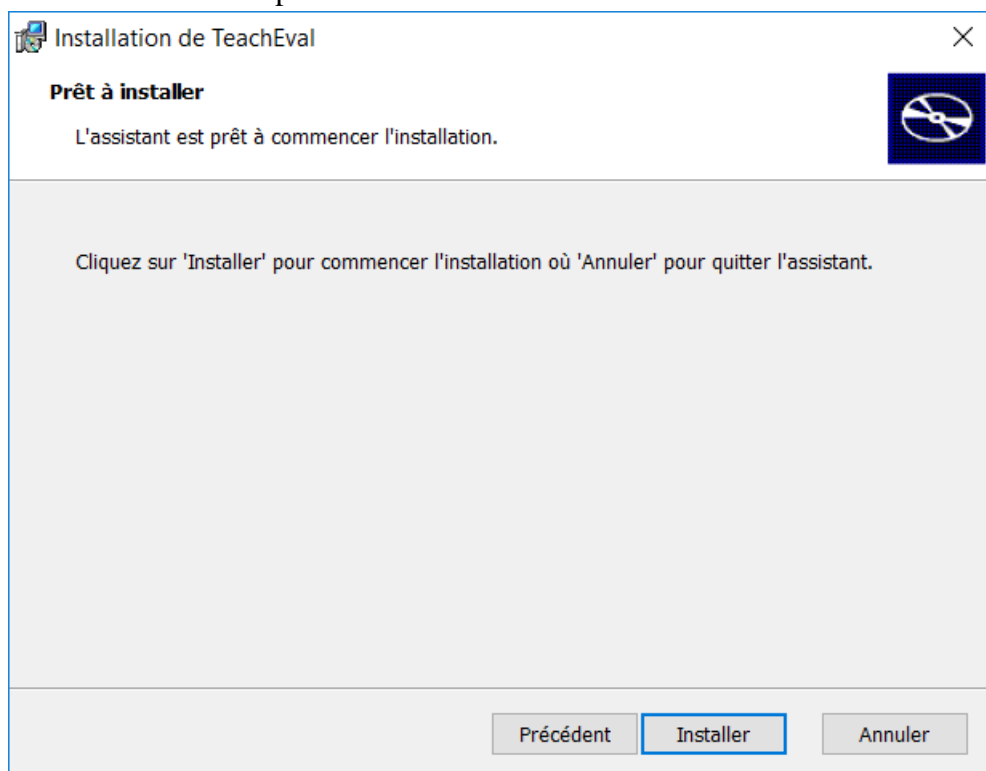 Installation de TeachEval
Prêt à installer
L'assistant est prêt à commencer l'installation.
Cliquez sur 'Installer' pour commencer l'installation où 'Annuler' pour quitter l'assistant.
Précédent Installer Annuler